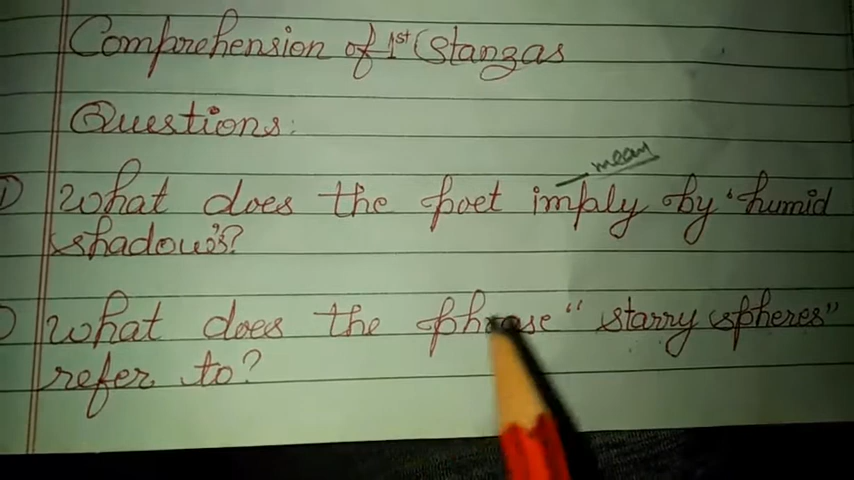 Comprehension of 1st Stanzas
Questions:
mean
1) What does the poet imply by 'humid
shadows'?
) What does the phrase "starry spheres"
refer to?